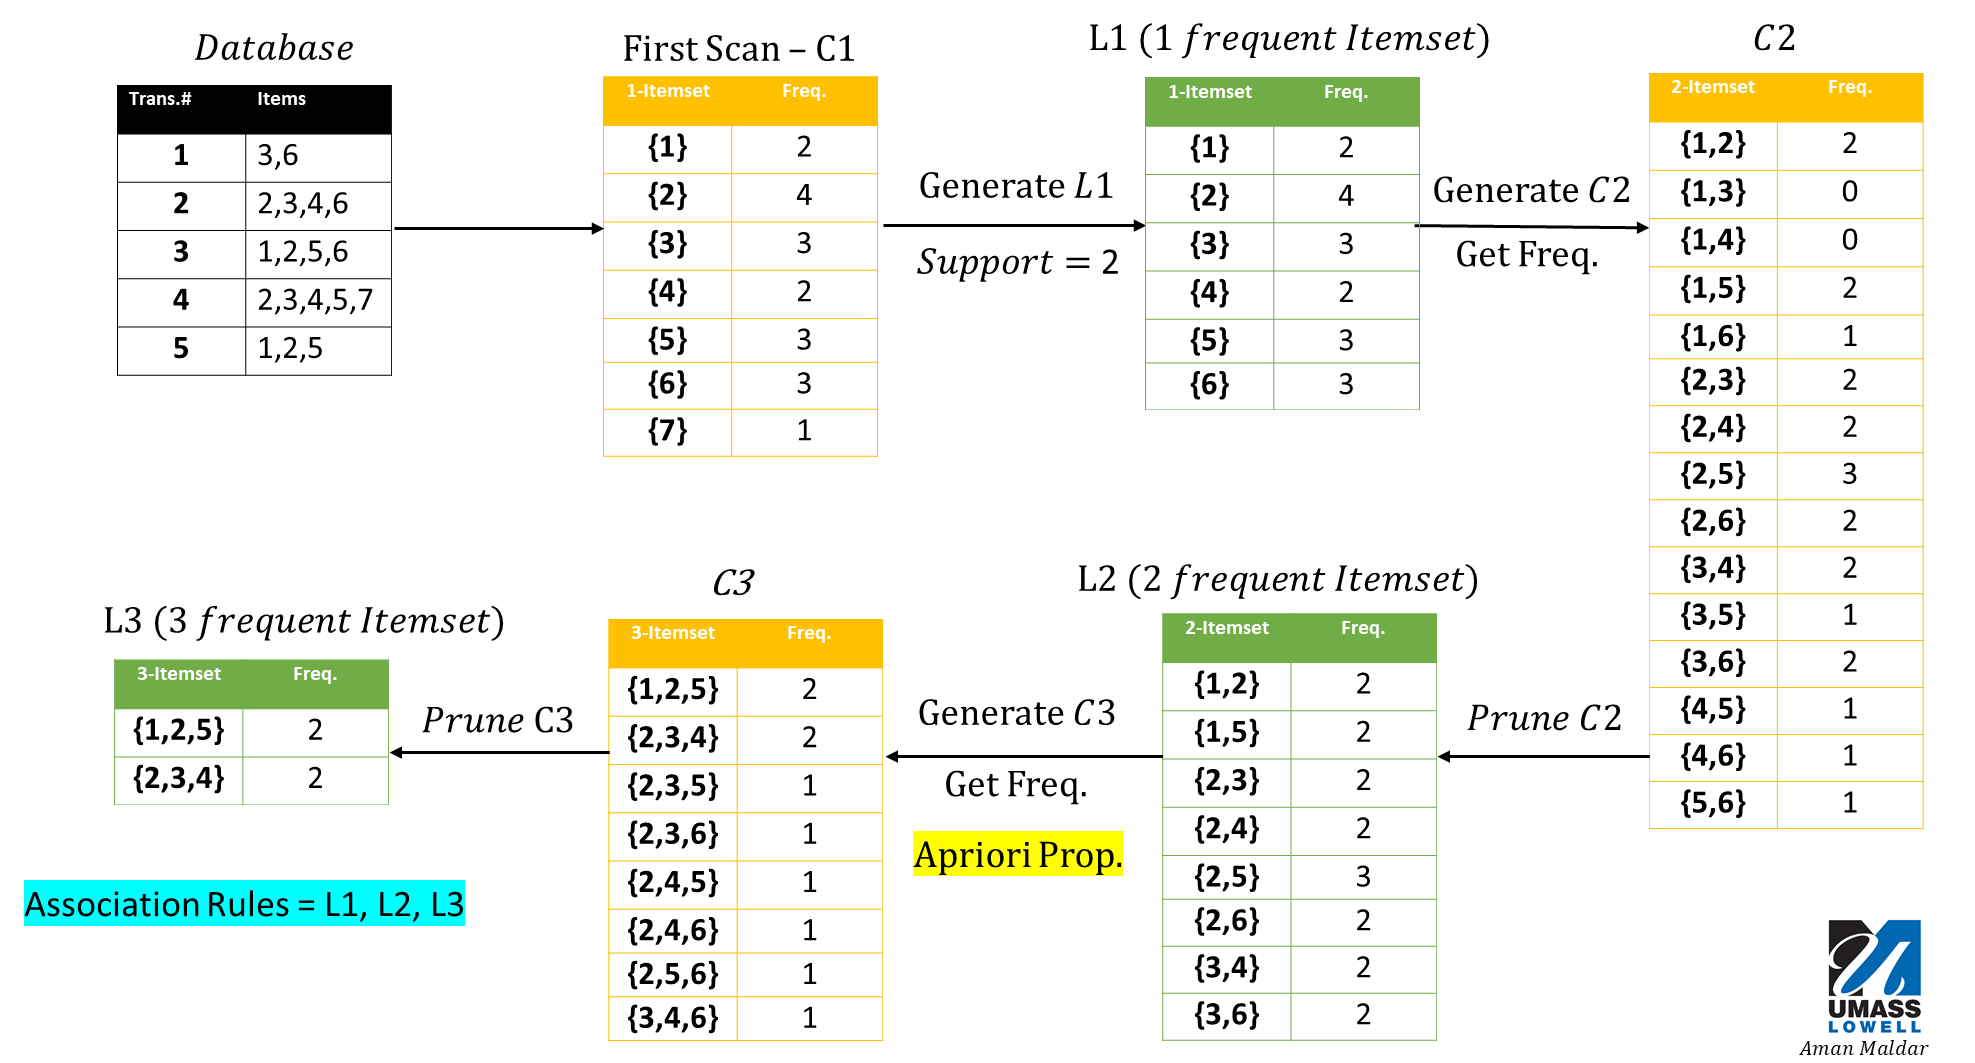 Database
Trans.# Items
1 3,6
2 2,3,4,6
3 1,2,5,6
4 2,3,4,5,7
5 1,2,5
First Scan – C1
1-Itemset Freq.
{1} 2
{2} 4
{3} 3
{4} 2
{5} 3
{6} 3
{7} 1
Generate L1
Support = 2
L1 (1 frequent Itemset)
1-Itemset Freq.
{1} 2
{2} 4
{3} 3
{4} 2
{5} 3
{6} 3
Generate C2
Get Freq.
C2
2-Itemset Freq.
{1,2} 2
{1,3} 0
{1,4} 0
{1,5} 2
{1,6} 1
{2,3} 2
{2,4} 2
{2,5} 3
{2,6} 2
{3,4} 2
{3,5} 1
{3,6} 2
{4,5} 1
{4,6} 1
{5,6} 1
Prune C2
L2 (2 frequent Itemset)
2-Itemset Freq.
{1,2} 2
{1,5} 2
{2,3} 2
{2,4} 2
{2,5} 3
{2,6} 2
{3,4} 2
{3,6} 2
Generate C3
Get Freq.
Apriori Prop.
C3
3-Itemset Freq.
{1,2,5} 2
{2,3,4} 2
{2,3,5} 1
{2,3,6} 1
{2,4,5} 1
{2,4,6} 1
{2,5,6} 1
{3,4,6} 1
Prune C3
L3 (3 frequent Itemset)
3-Itemset Freq.
{1,2,5} 2
{2,3,4} 2
Association Rules = L1, L2, L3
UMASS
LOWELL
Aman Maldar